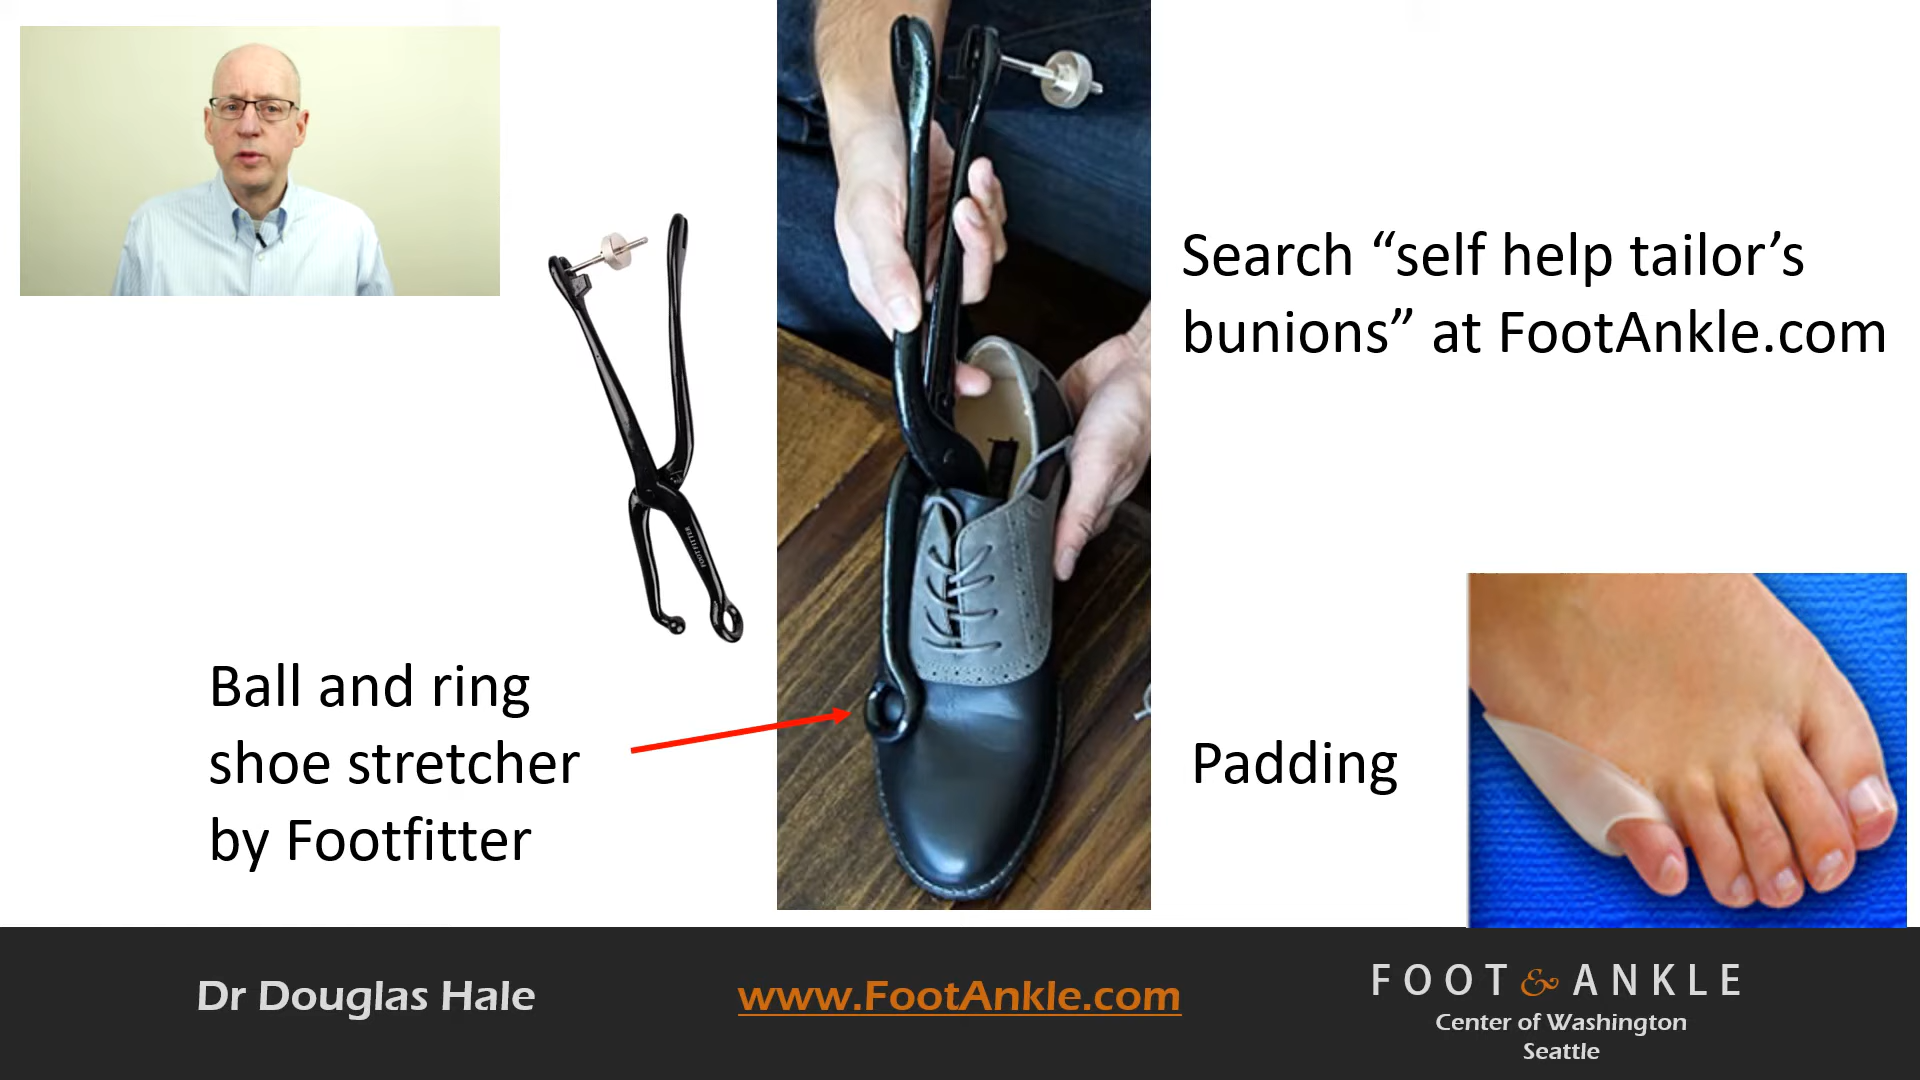 Search “self help tailor’s
bunions” at FootAnkle.com
FOOTFITTER
Ball and ring
shoe stretcher
by Footfitter
Padding
Dr Douglas Hale
www.FootAnkle.com
FOOT & ANKLE
Center of Washington
Seattle